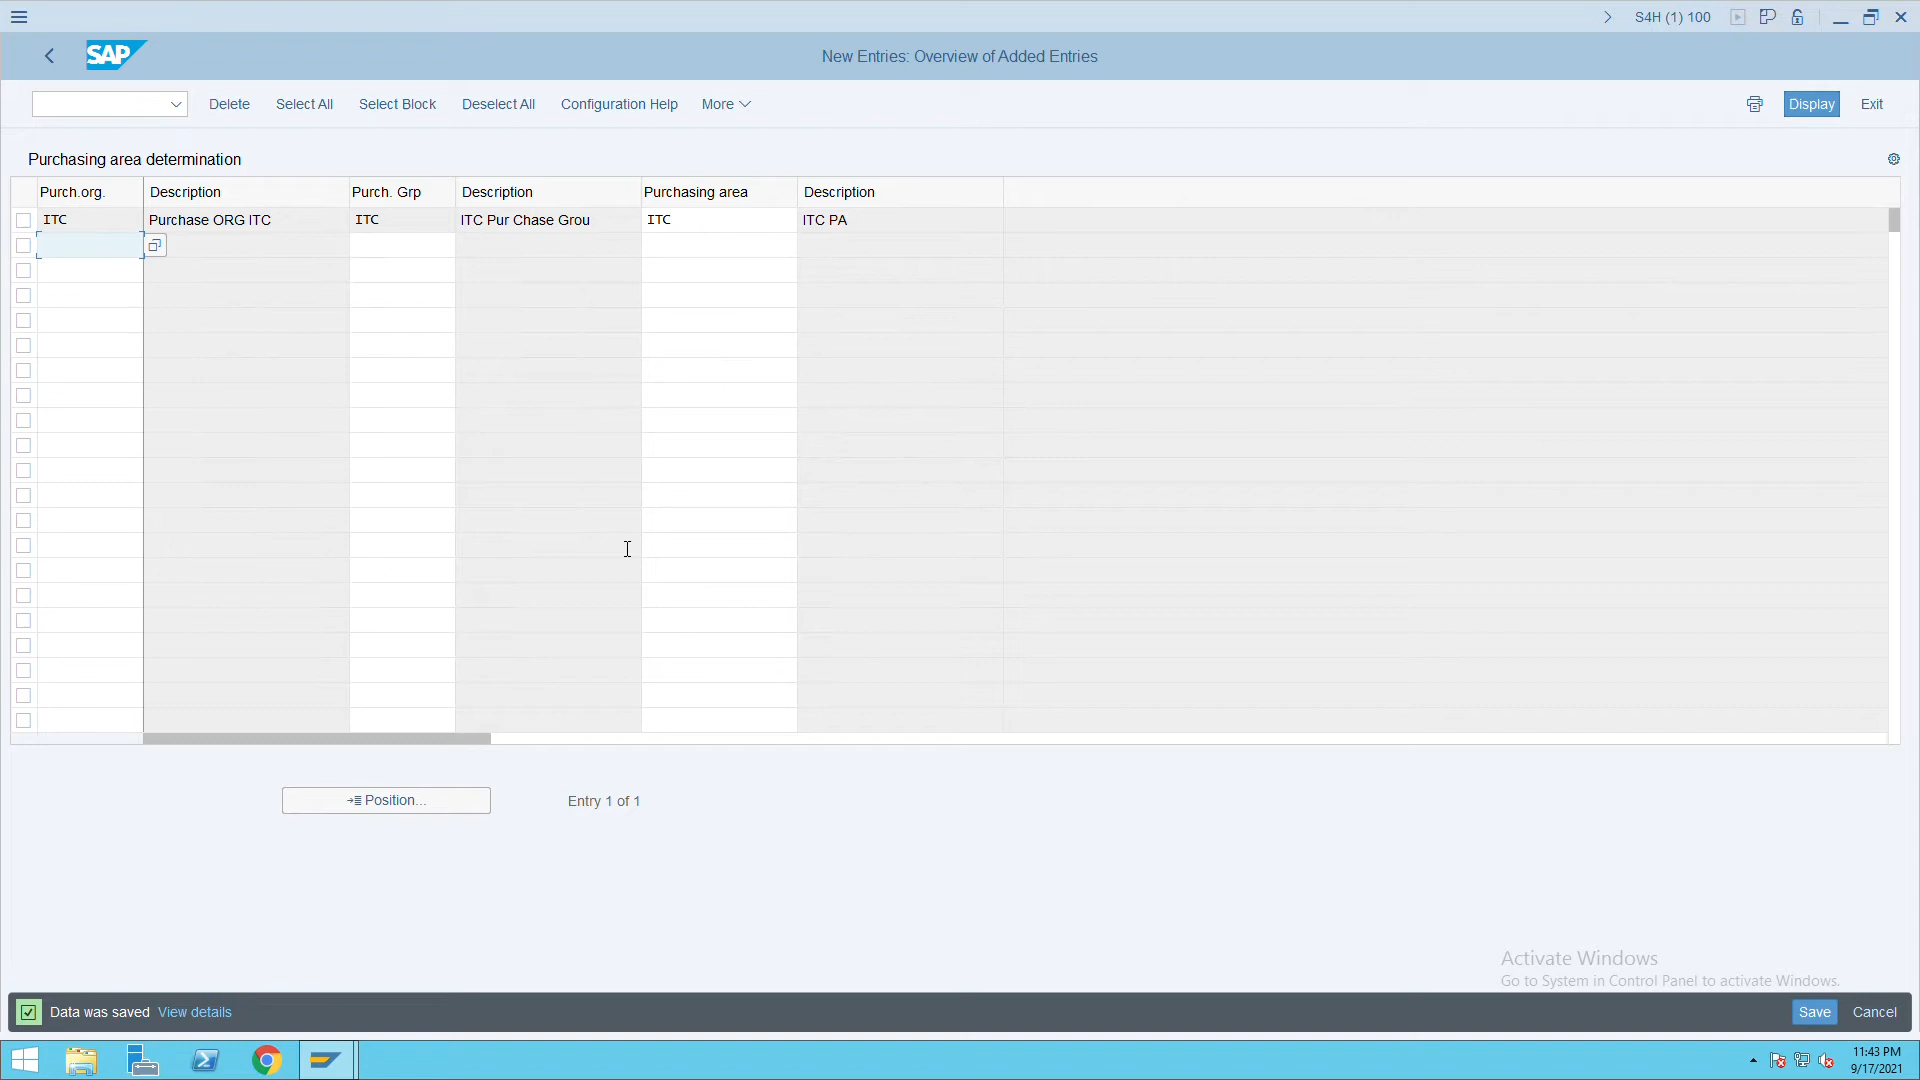 S4H (1) 100
SAP
New Entries: Overview of Added Entries
Delete Select All Select Block Deselect All Configuration Help More Display Exit
Purchasing area determination
Purch.org. Description Purch. Grp Description Purchasing area Description
ITC Purchase ORG ITC ITC ITC Pur Chase Grou ITC ITC PA
Position... Entry 1 of 1
Activate Windows
Go to System in Control Panel to activate Windows.
Data was saved View details Save Cancel
11:43 PM
9/17/2021